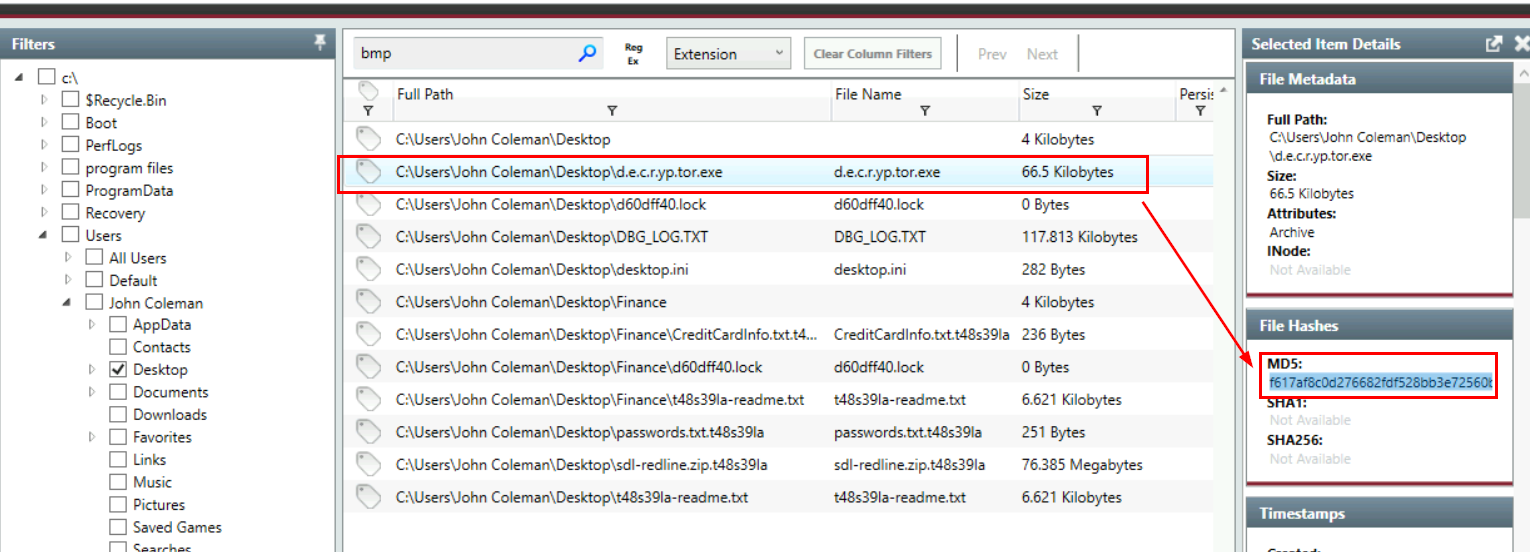 Filters
c:\
$Recycle.Bin
Boot
PerfLogs
program files
ProgramData
Recovery
Users
All Users
Default
John Coleman
AppData
Contacts
Desktop
Documents
Downloads
Favorites
Links
Music
Pictures
Saved Games
Searches
bmp Reg Ex Extension Clear Column Filters Prev Next
Full Path File Name Size Persis
C:\Users\John Coleman\Desktop 4 Kilobytes
C:\Users\John Coleman\Desktop\d.e.c.r.yp.tor.exe d.e.c.r.yp.tor.exe 66.5 Kilobytes
C:\Users\John Coleman\Desktop\d60dff40.lock d60dff40.lock 0 Bytes
C:\Users\John Coleman\Desktop\DBG_LOG.TXT DBG_LOG.TXT 117.813 Kilobytes
C:\Users\John Coleman\Desktop\desktop.ini desktop.ini 282 Bytes
C:\Users\John Coleman\Desktop\Finance 4 Kilobytes
C:\Users\John Coleman\Desktop\Finance\CreditCardInfo.txt.t4... CreditCardInfo.txt.t48s39la 236 Bytes
C:\Users\John Coleman\Desktop\Finance\d60dff40.lock d60dff40.lock 0 Bytes
C:\Users\John Coleman\Desktop\Finance\t48s39la-readme.txt t48s39la-readme.txt 6.621 Kilobytes
C:\Users\John Coleman\Desktop\passwords.txt.t48s39la passwords.txt.t48s39la 251 Bytes
C:\Users\John Coleman\Desktop\sdl-redline.zip.t48s39la sdl-redline.zip.t48s39la 76.385 Megabytes
C:\Users\John Coleman\Desktop\t48s39la-readme.txt t48s39la-readme.txt 6.621 Kilobytes
Selected Item Details
File Metadata
Full Path:
C:\Users\John Coleman\Desktop
\d.e.c.r.yp.tor.exe
Size:
66.5 Kilobytes
Attributes:
Archive
INode:
Not Available
File Hashes
MD5:
f617af8c0d276682fdf528bb3e72560b
SHA1:
Not Available
SHA256:
Not Available
Timestamps
Created: